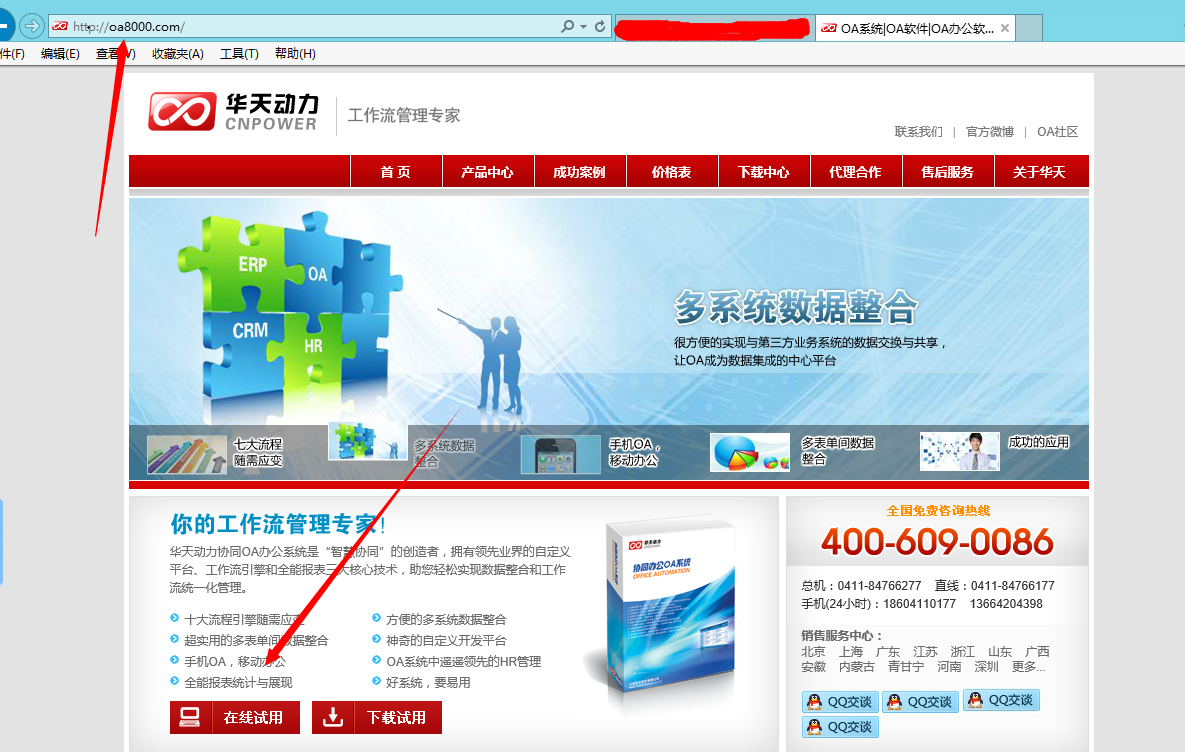 http://oa8000.com/
OA系统|OA软件|OA办公软...
件(F) 编辑(E) 查看(V) 收藏夹(A) 工具(T) 帮助(H)
华天动力
CNPOWER
工作流管理专家
联系我们 | 官方微博 | OA社区
首 页 产品中心 成功案例 价格表 下载中心 代理合作 售后服务 关于华天
ERP
OA
CRM
HR
多系统数据整合
很方便的实现与第三方业务系统的数据交换与共享，
让OA成为数据集成的中心平台
七大流程
随需应变
多系统数据
整合
手机OA，
移动办公
多表单间数据
整合
成功的应用
你的工作流管理专家!
华天动力协同OA办公系统是“智慧协同”的创造者，拥有领先业界的自定义
平台、工作流引擎和全能报表三大核心技术，助您轻松实现数据整合和工作
流统一化管理。
十大流程引擎随需应变
方便的多系统数据整合
超实用的多表单间数据整合
神奇的自定义开发平台
手机OA，移动办公
OA系统中遥遥领先的HR管理
全能报表统计与展现
好系统，要易用
在线试用
下载试用
华天动力
协同办公OA系统
OFFICE AUTOMATION
全国免费咨询热线
400-609-0086
总机：0411-84766277 直线：0411-84766177
手机(24小时)：18604110177 13664204398
销售服务中心：
北京 上海 广东 江苏 浙江 山东 广西
安徽 内蒙古 青甘宁 河南 深圳 更多...
QQ交谈 QQ交谈 QQ交谈
QQ交谈